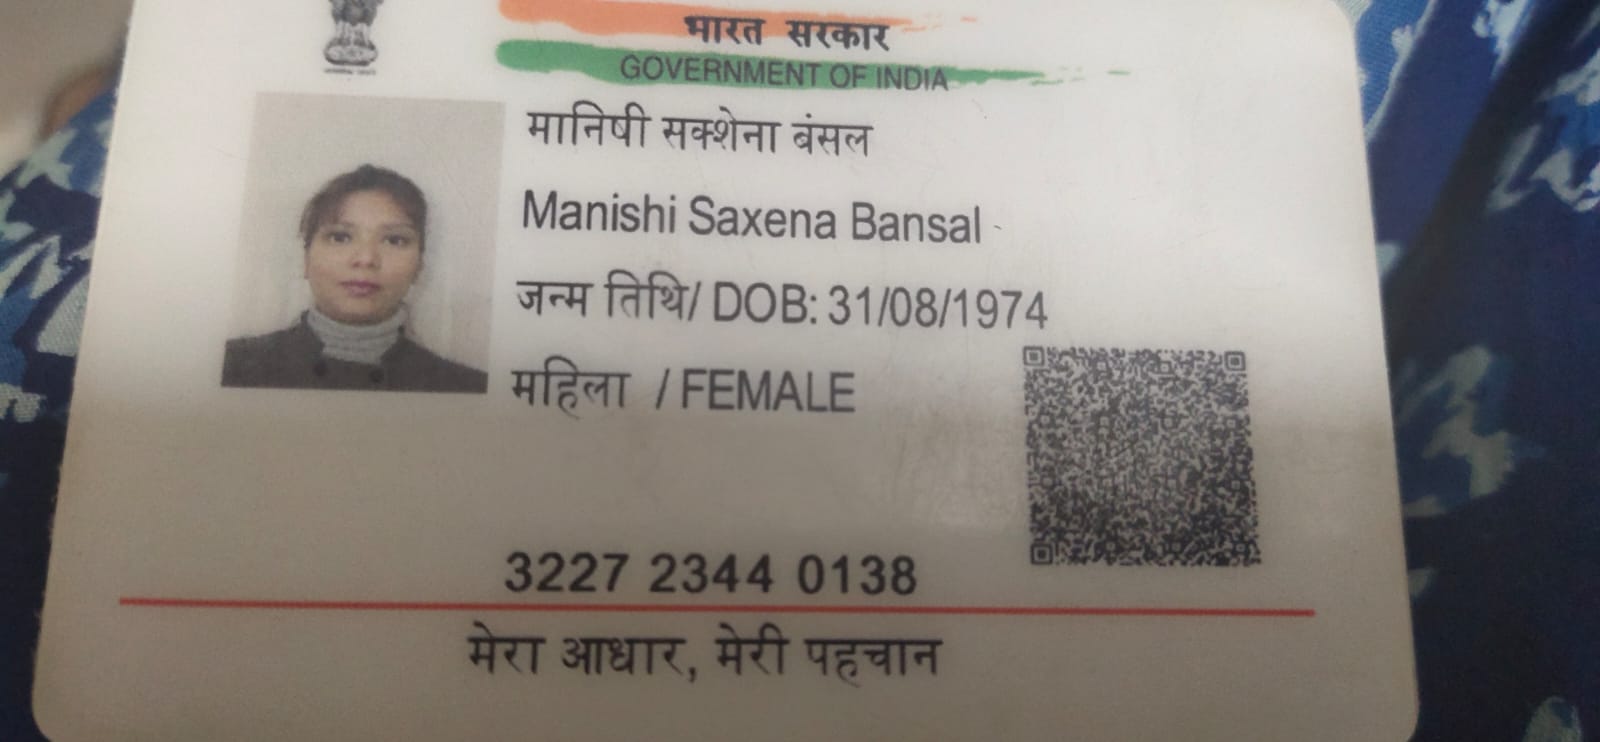 भारत सरकार
GOVERNMENT OF INDIA
मानिषी सक्शेना बंसल
Manishi Saxena Bansal
जन्म तिथि/ DOB: 31/08/1974
महिला / FEMALE
3227 2344 0138
मेरा आधार, मेरी पहचान